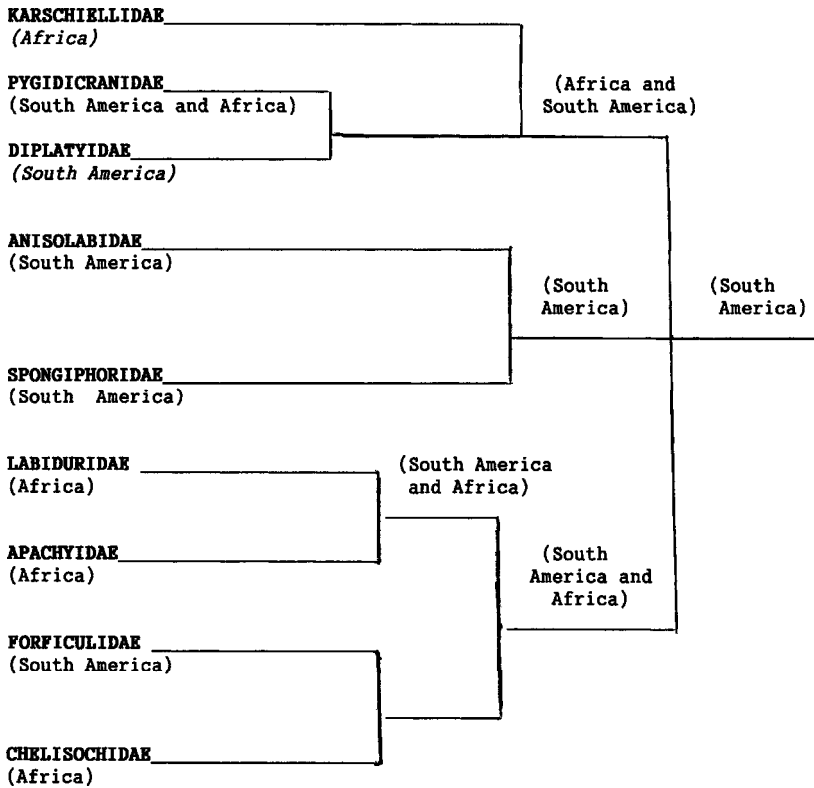 KARSCHIELLIDAE
(Africa)
PYGIDICRANIDAE
(South America and Africa)
(Africa and
South America)
DIPLATYIDAE
(South America)
ANISOLABIDAE
(South America)
(South
America)
(South
America)
SPONGIPHORIDAE
(South America)
LABIDURIDAE
(Africa)
(South America
and Africa)
APACHYIDAE
(Africa)
(South
America and
Africa)
FORFICULIDAE
(South America)
CHELISOCHIDAE
(Africa)